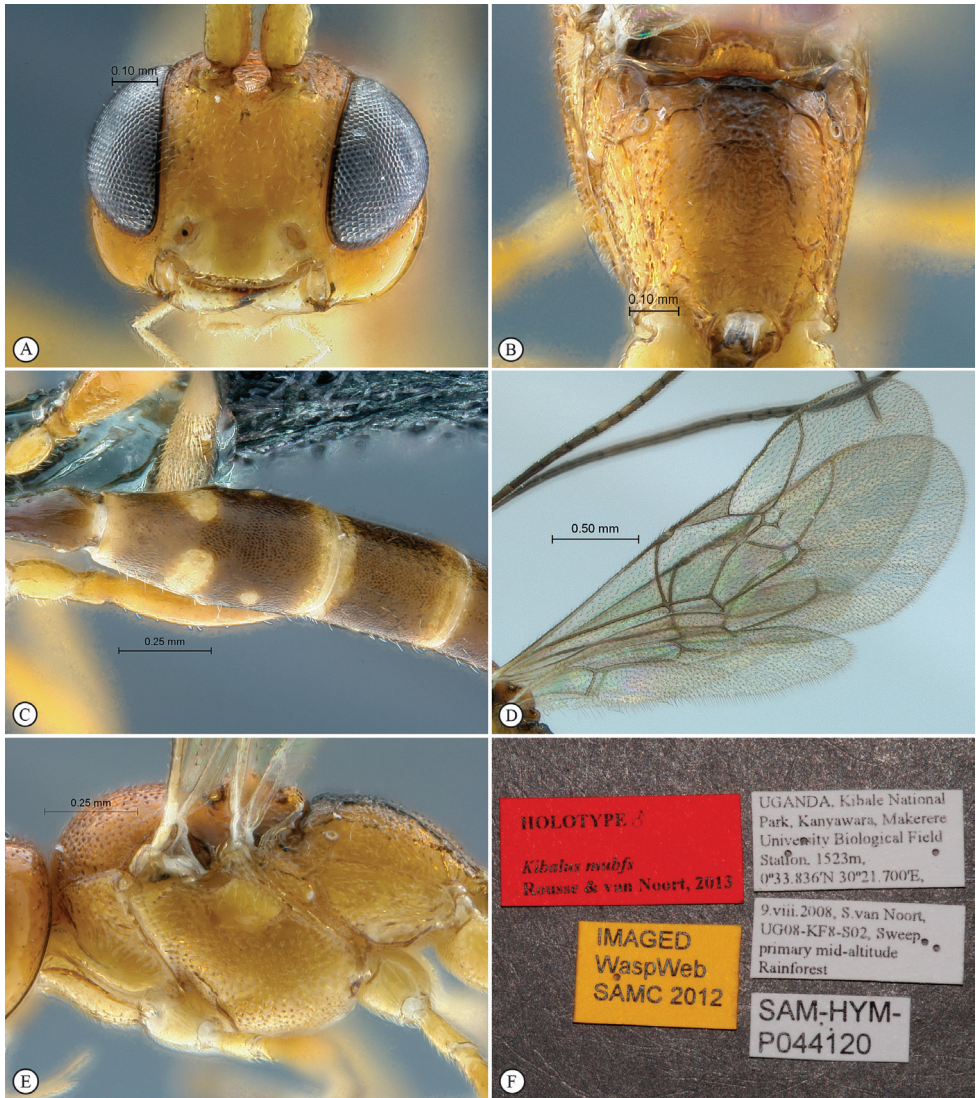 0.10 mm
A
0.10 mm
B
0.25 mm
C
0.50 mm
D
0.25 mm
E
HOLOTYPE ♂
Kibalus mubfs
Rousse & van Noort, 2013
IMAGED
WaspWeb
SAMC 2012
UGANDA, Kibale National
Park, Kanyawara, Makerere
University Biological Field
Station, 1523m,
0°33.836'N 30°21.700'E,
9.viii.2008, S.van Noort,
UG08-KF8-S02, Sweep,
primary mid-altitude
Rainforest
SAM-HYM-
P044120
F